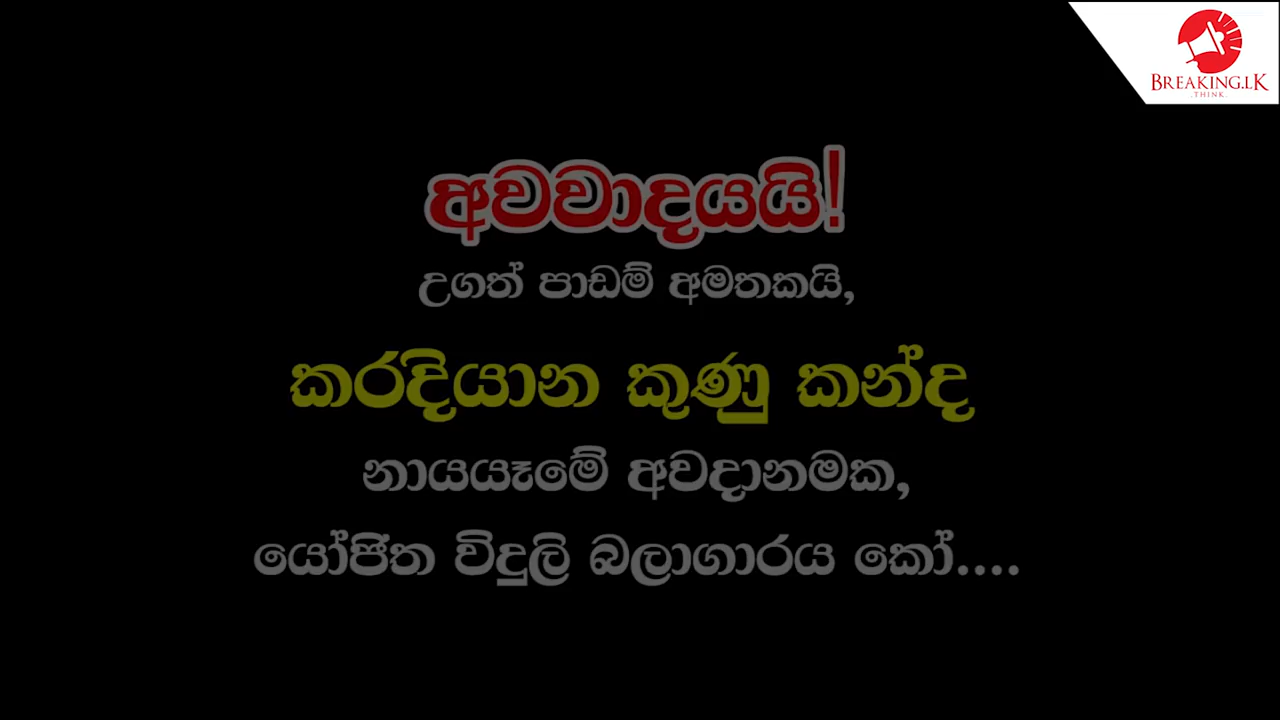 BREAKING.LK
.THINK.
අවවාදයයි!
උගත් පාඩම් අමතකයි,
කරදියාන කුණු කන්ද
නායයෑමේ අවදානමක,
යෝජිත විදුලි බලාගාරය කෝ....